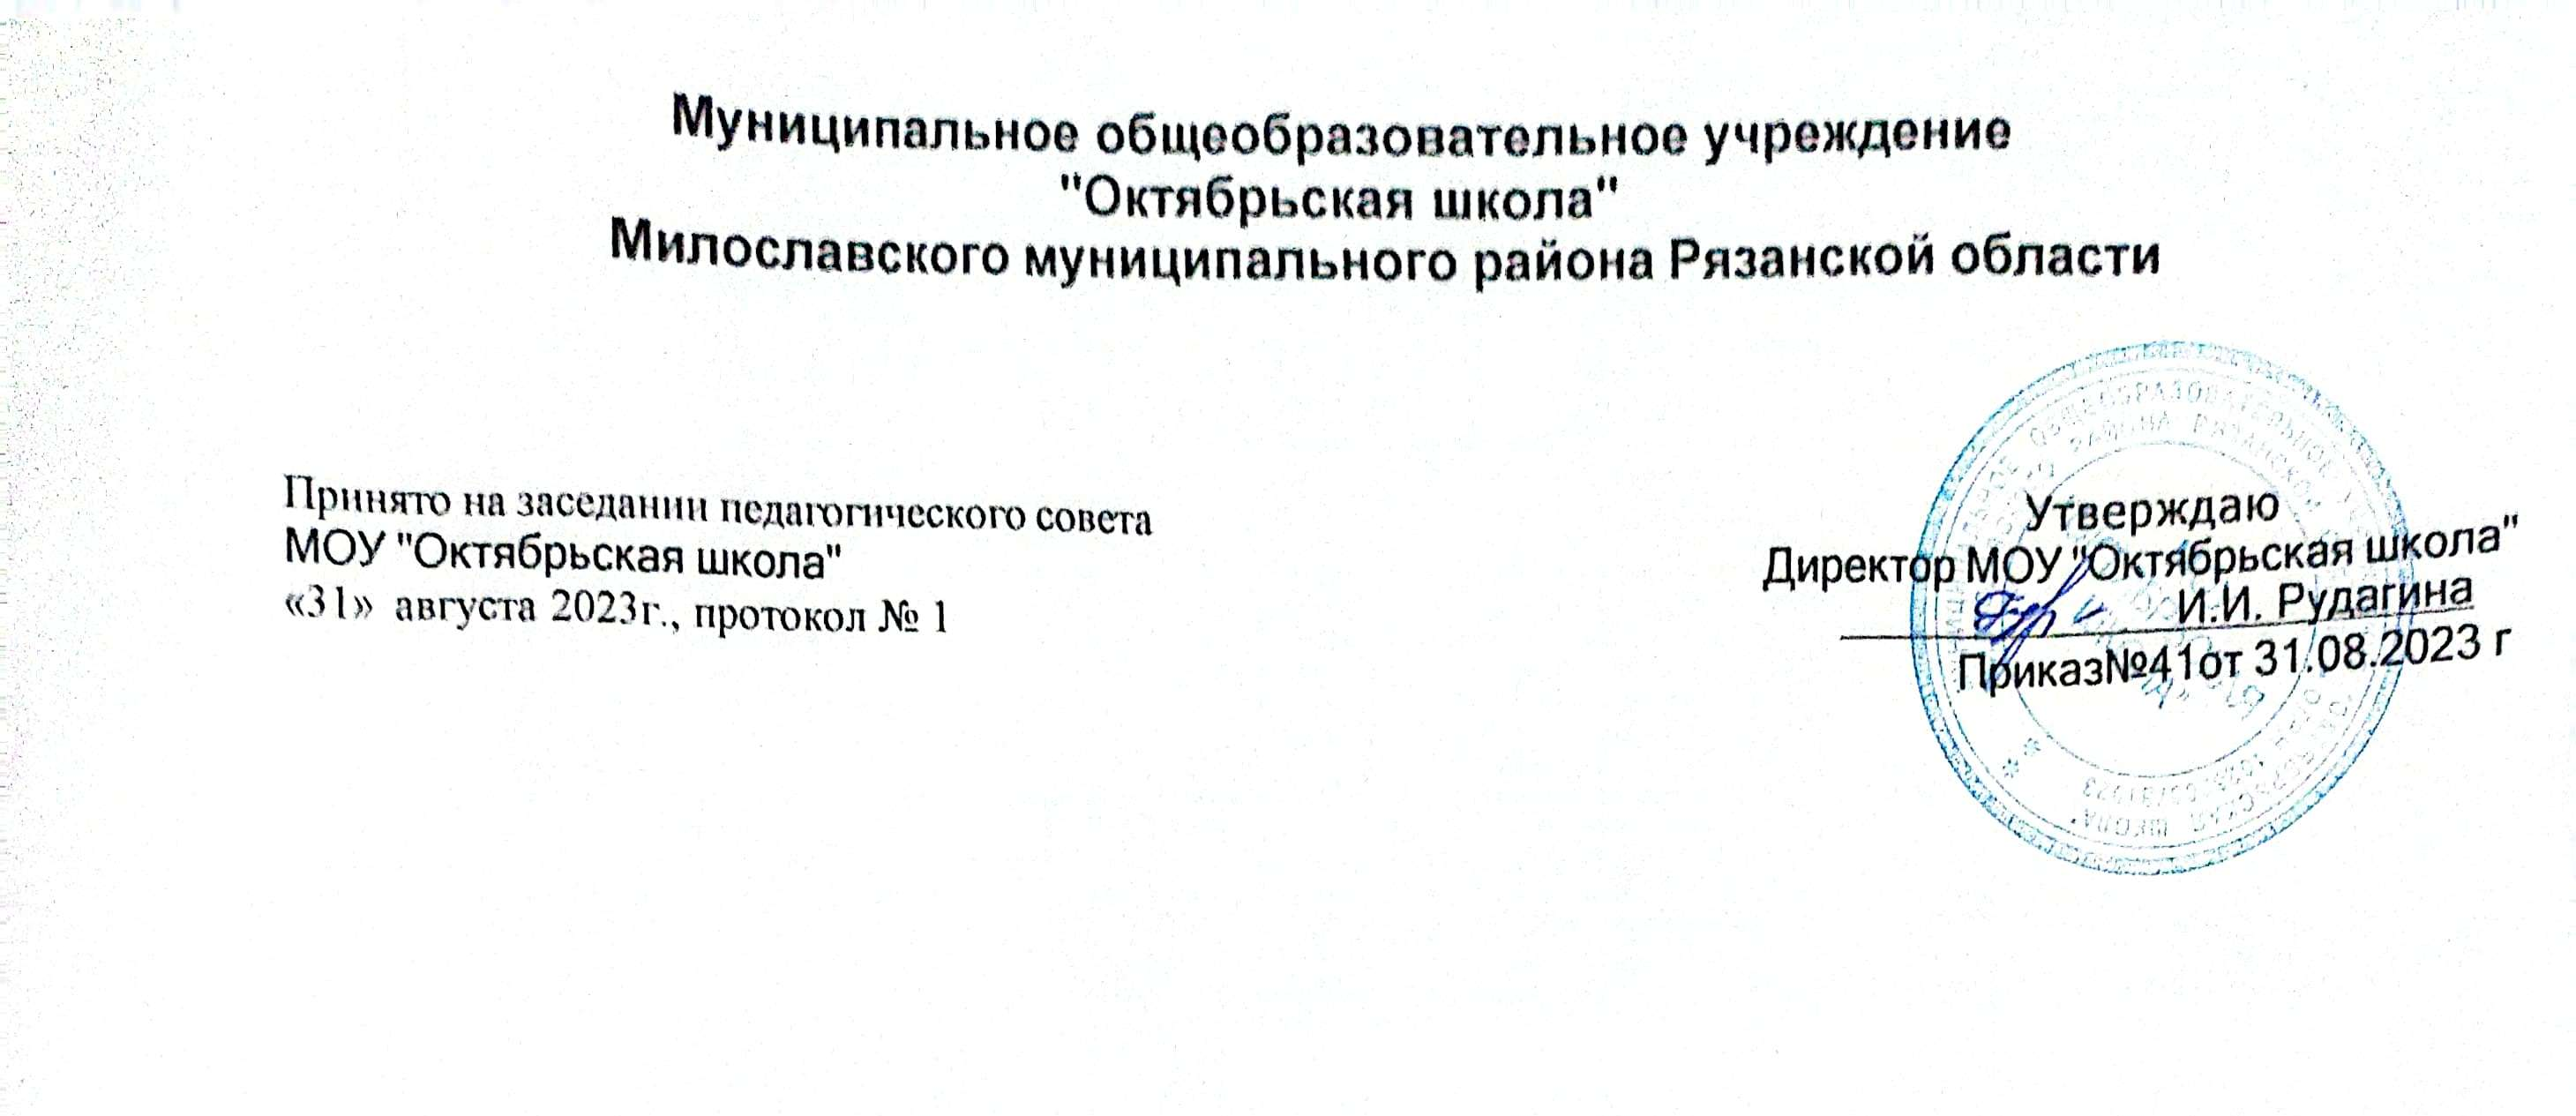 Муниципальное общеобразовательное учреждение
"Октябрьская школа"
Милославского муниципального района Рязанской области
Принято на заседании педагогического совета
МОУ "Октябрьская школа"
«31» августа 2023г., протокол № 1
Утверждаю
Директор МОУ "Октябрьская школа"
И.И. Рудагина
Приказ№41от 31.08.2023 г